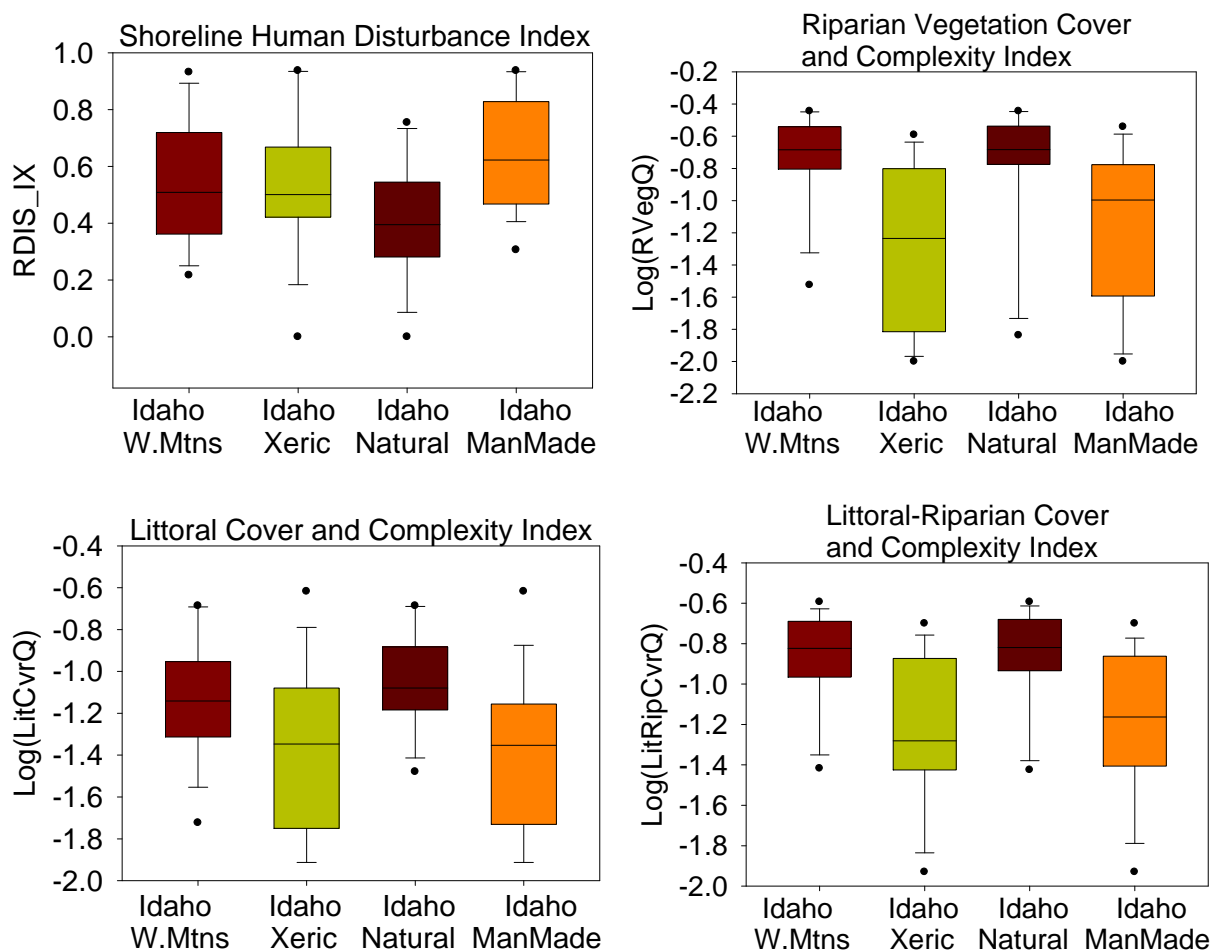 Shoreline Human Disturbance Index
1.0
0.8
0.6
0.4
0.2
0.0
RDIS_IX
Idaho Idaho Idaho Idaho
W.Mtns Xeric Natural ManMade
Riparian Vegetation Cover
and Complexity Index
-0.2
-0.4
-0.6
-0.8
-1.0
-1.2
-1.4
-1.6
-1.8
-2.0
-2.2
Log(RVegQ)
Idaho Idaho Idaho Idaho
W.Mtns Xeric Natural ManMade
Littoral Cover and Complexity Index
-0.4
-0.6
-0.8
-1.0
-1.2
-1.4
-1.6
-1.8
-2.0
Log(LitCvrQ)
Idaho Idaho Idaho Idaho
W.Mtns Xeric Natural ManMade
Littoral-Riparian Cover
and Complexity Index
-0.4
-0.6
-0.8
-1.0
-1.2
-1.4
-1.6
-1.8
-2.0
Log(LitRipCvrQ)
Idaho Idaho Idaho Idaho
W.Mtns Xeric Natural ManMade